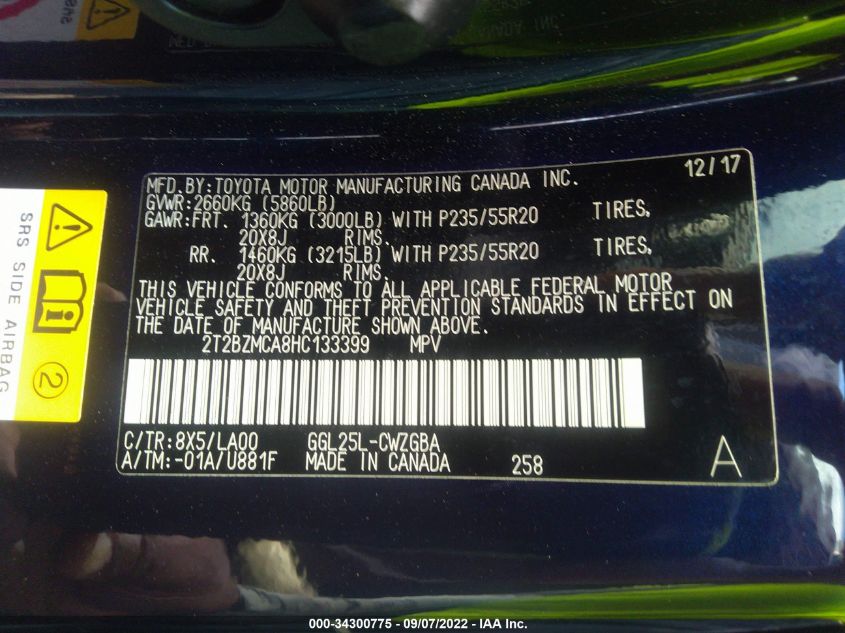 12/17
MFD.BY:TOYOTA MOTOR MANUFACTURING CANADA INC.
GVWR:2660KG (5860LB)
GAWR:FRT. 1360KG (3000LB) WITH P235/55R20 TIRES,
20X8J RIMS.
RR. 1460KG (3215LB) WITH P235/55R20 TIRES,
20X8J RIMS.
THIS VEHICLE CONFORMS TO ALL APPLICABLE FEDERAL MOTOR
VEHICLE SAFETY AND THEFT PREVENTION STANDARDS IN EFFECT ON
THE DATE OF MANUFACTURE SHOWN ABOVE.
2T2BZMCA8HC133399 MPV
C/TR:8X5/LA00 GGL25L-CWZGBA
A/TM:-01A/U881F MADE IN CANADA 258 A
SRS SIDE AIRBAG
2
000-34300775 - 09/07/2022 - IAA Inc.